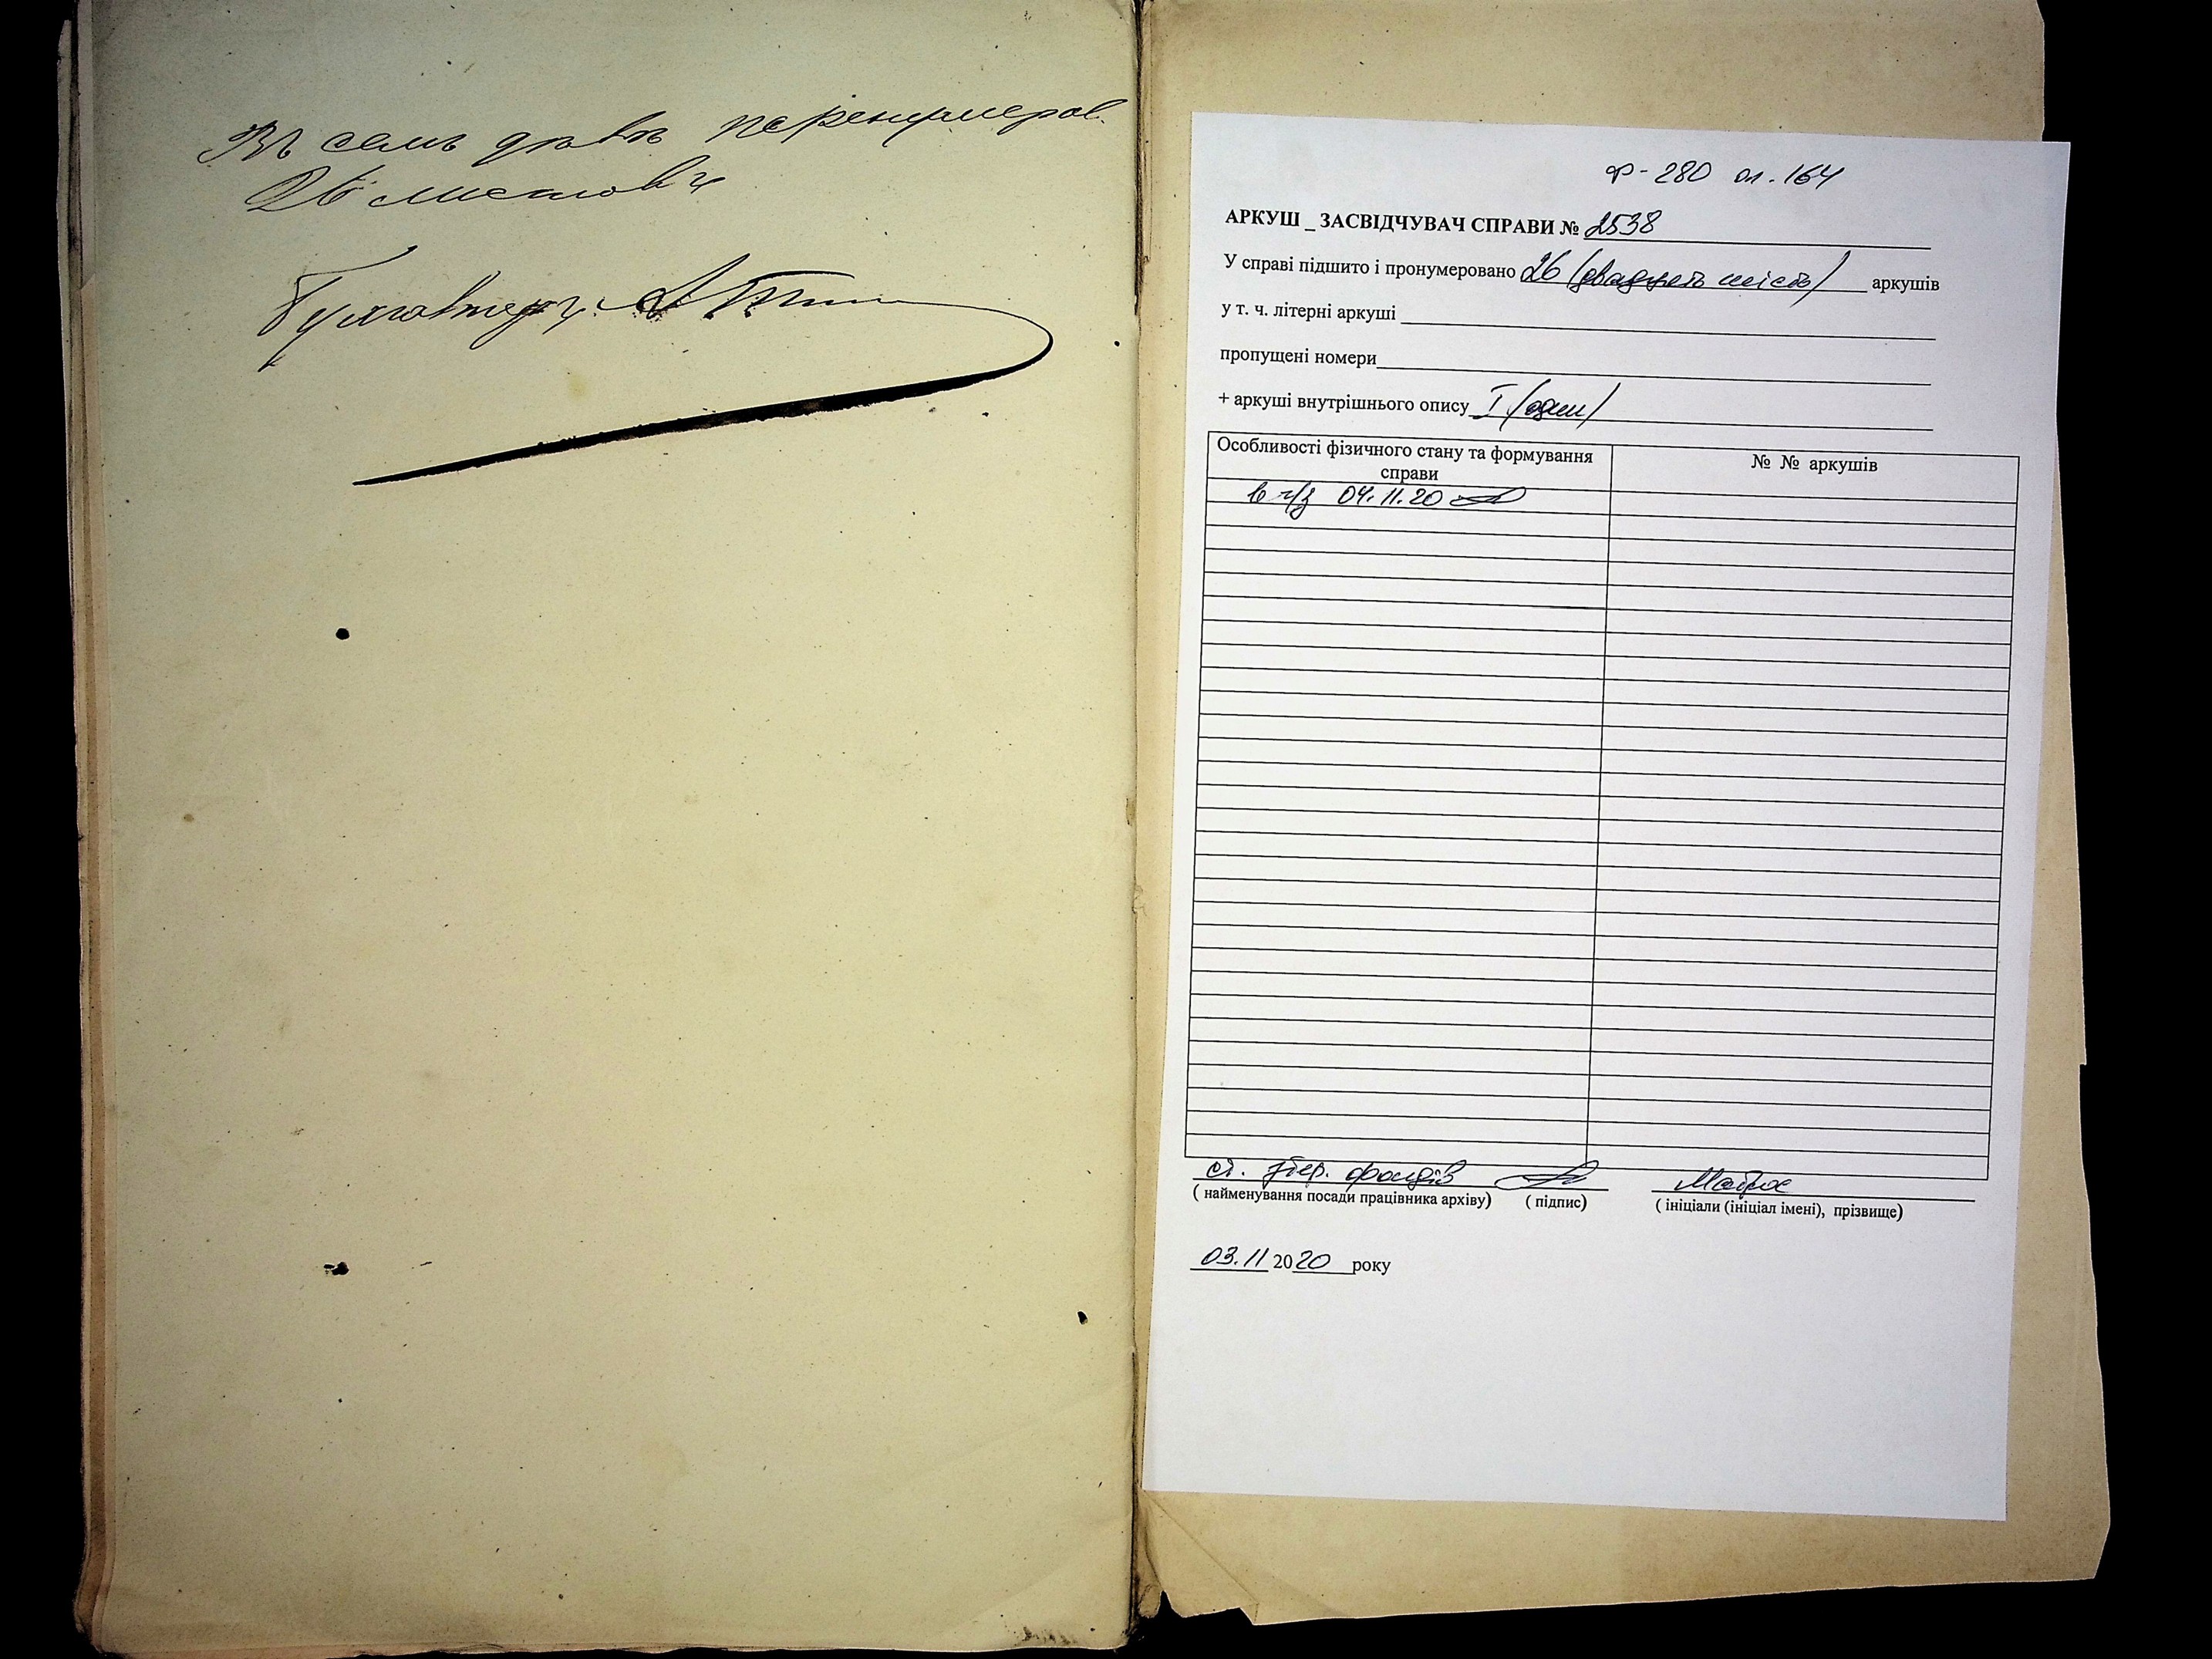 Въ семъ дѣлѣ перенумеров.
26 листовъ
Бухгалтеръ:
ф-280 оп.164
АРКУШ _ ЗАСВІДЧУВАЧ СПРАВИ № 2538
У справі підшито і пронумеровано 26 (двадцять шість) аркушів
у т. ч. літерні аркуші
пропущені номери
+ аркуші внутрішнього опису I (один)
Особливості фізичного стану та формування справи
№ № аркушів
04.11.20
ст. збер. фондів
( найменування посади працівника архіву) ( підпис) ( ініціали (ініціал імені), прізвище)
03.11 2020 року